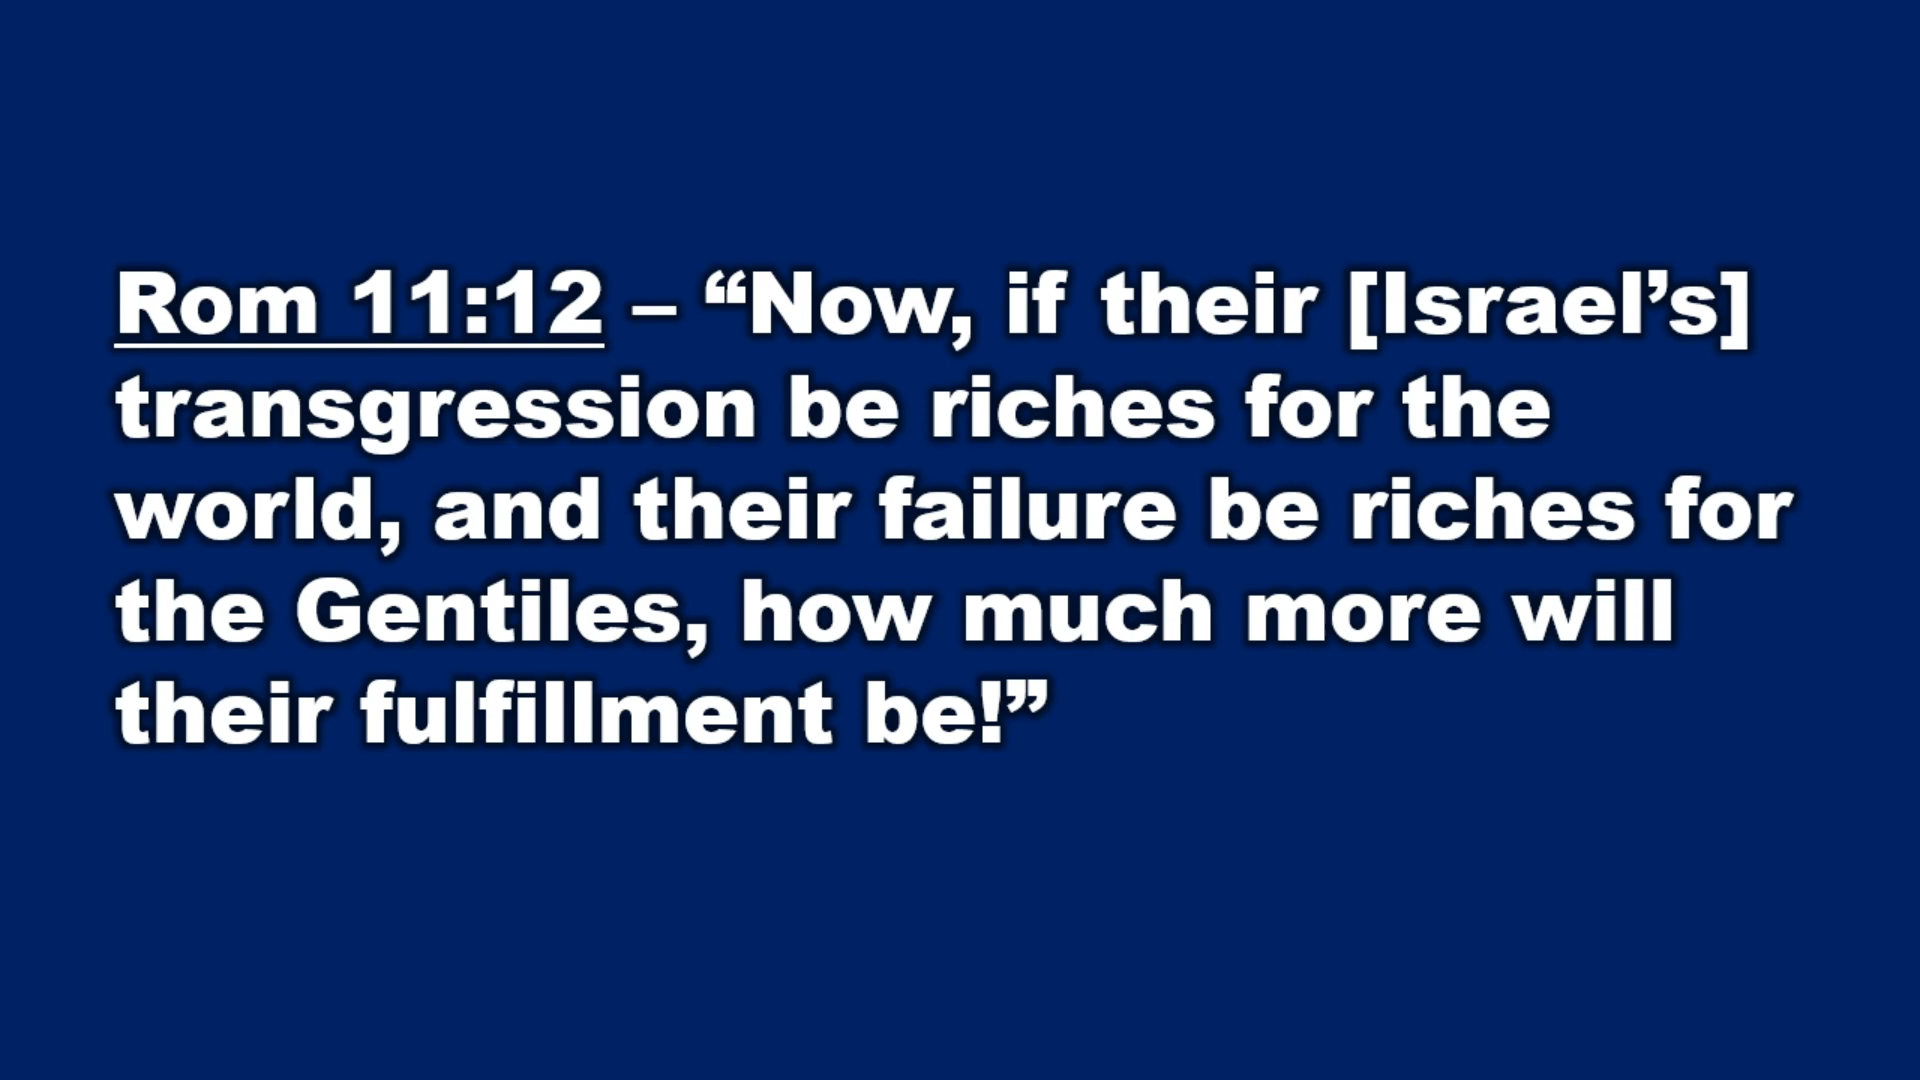 Rom 11:12 – “Now, if their [Israel’s]
transgression be riches for the
world, and their failure be riches for
the Gentiles, how much more will
their fulfillment be!”